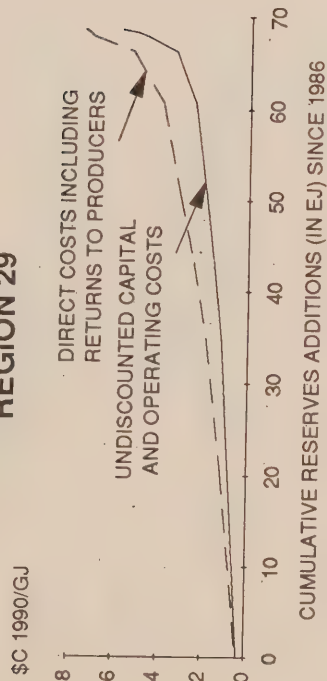 REGION 29
$C 1990/GJ
DIRECT COSTS INCLUDING
RETURNS TO PRODUCERS
UNDISCOUNTED CAPITAL
AND OPERATING COSTS
8
6
4
2
0
0 10 20 30 40 50 60 70
CUMULATIVE RESERVES ADDITIONS (IN EJ) SINCE 1986